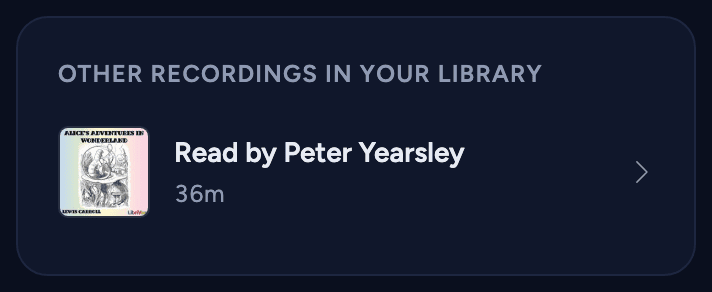 OTHER RECORDINGS IN YOUR LIBRARY
ALICE'S ADVENTURES IN
WONDERLAND
LEWIS CARROLL
Read by Peter Yearsley
36m